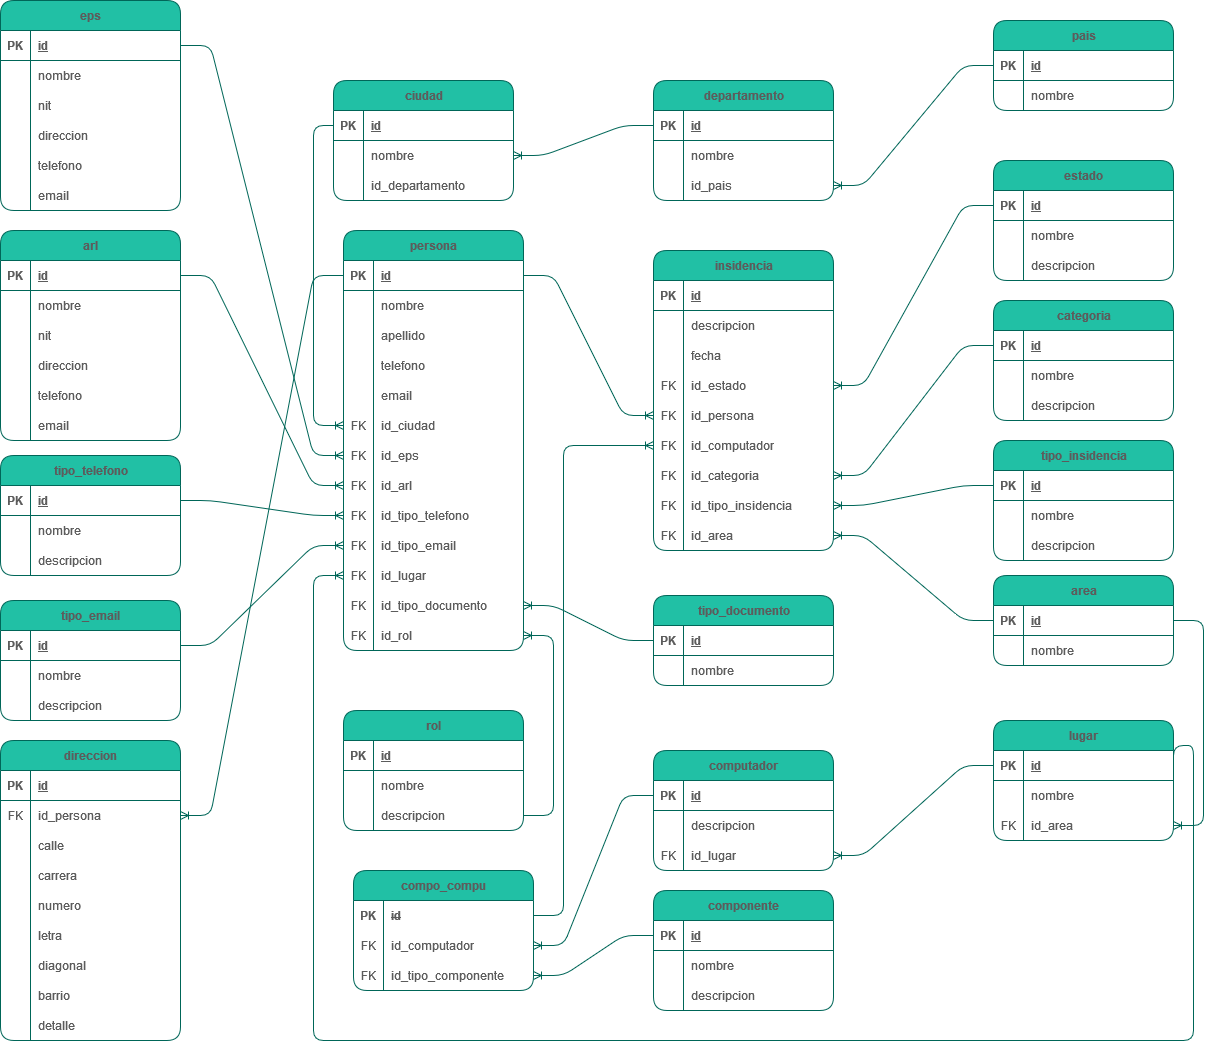 eps
PK id
nombre
nit
direccion
telefono
email
arl
PK id
nombre
nit
direccion
telefono
email
tipo_telefono
PK id
nombre
descripcion
tipo_email
PK id
nombre
descripcion
direccion
PK id
FK id_persona
calle
carrera
numero
letra
diagonal
barrio
detalle
ciudad
PK id
nombre
id_departamento
persona
PK id
nombre
apellido
telefono
email
FK id_ciudad
FK id_eps
FK id_arl
FK id_tipo_telefono
FK id_tipo_email
FK id_lugar
FK id_tipo_documento
FK id_rol
rol
PK id
nombre
descripcion
compo_compu
PK id
FK id_computador
FK id_tipo_componente
departamento
PK id
nombre
id_pais
insidencia
PK id
descripcion
fecha
FK id_estado
FK id_persona
FK id_computador
FK id_categoria
FK id_tipo_insidencia
FK id_area
tipo_documento
PK id
nombre
computador
PK id
descripcion
FK id_lugar
componente
PK id
nombre
descripcion
pais
PK id
nombre
estado
PK id
nombre
descripcion
categoria
PK id
nombre
descripcion
tipo_insidencia
PK id
nombre
descripcion
area
PK id
nombre
lugar
PK id
nombre
FK id_area